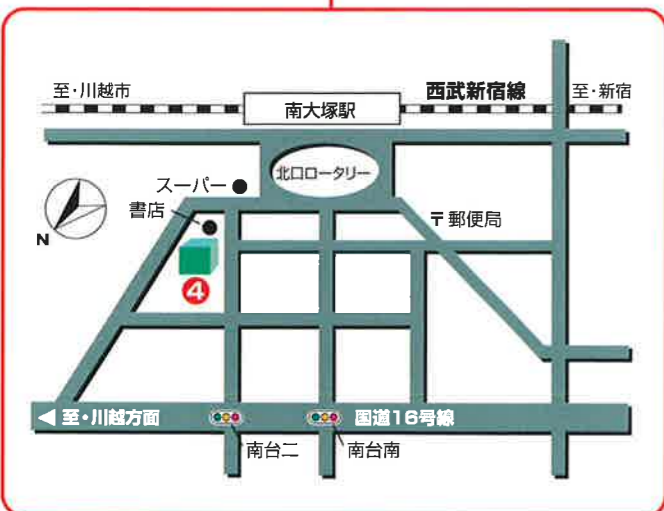 至・川越市
西武新宿線
至・新宿
南大塚駅
北口ロータリー
スーパー
書店
〒郵便局
N
4
至・川越方面
国道16号線
南台二
南台南